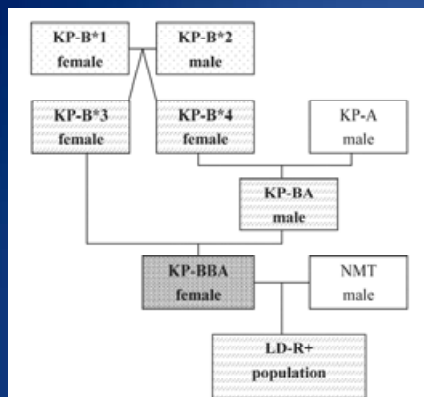 KP-B*1
female
KP-B*2
male
KP-B*3
female
KP-B*4
female
KP-A
male
KP-BA
male
KP-BBA
female
NMT
male
LD-R+
population